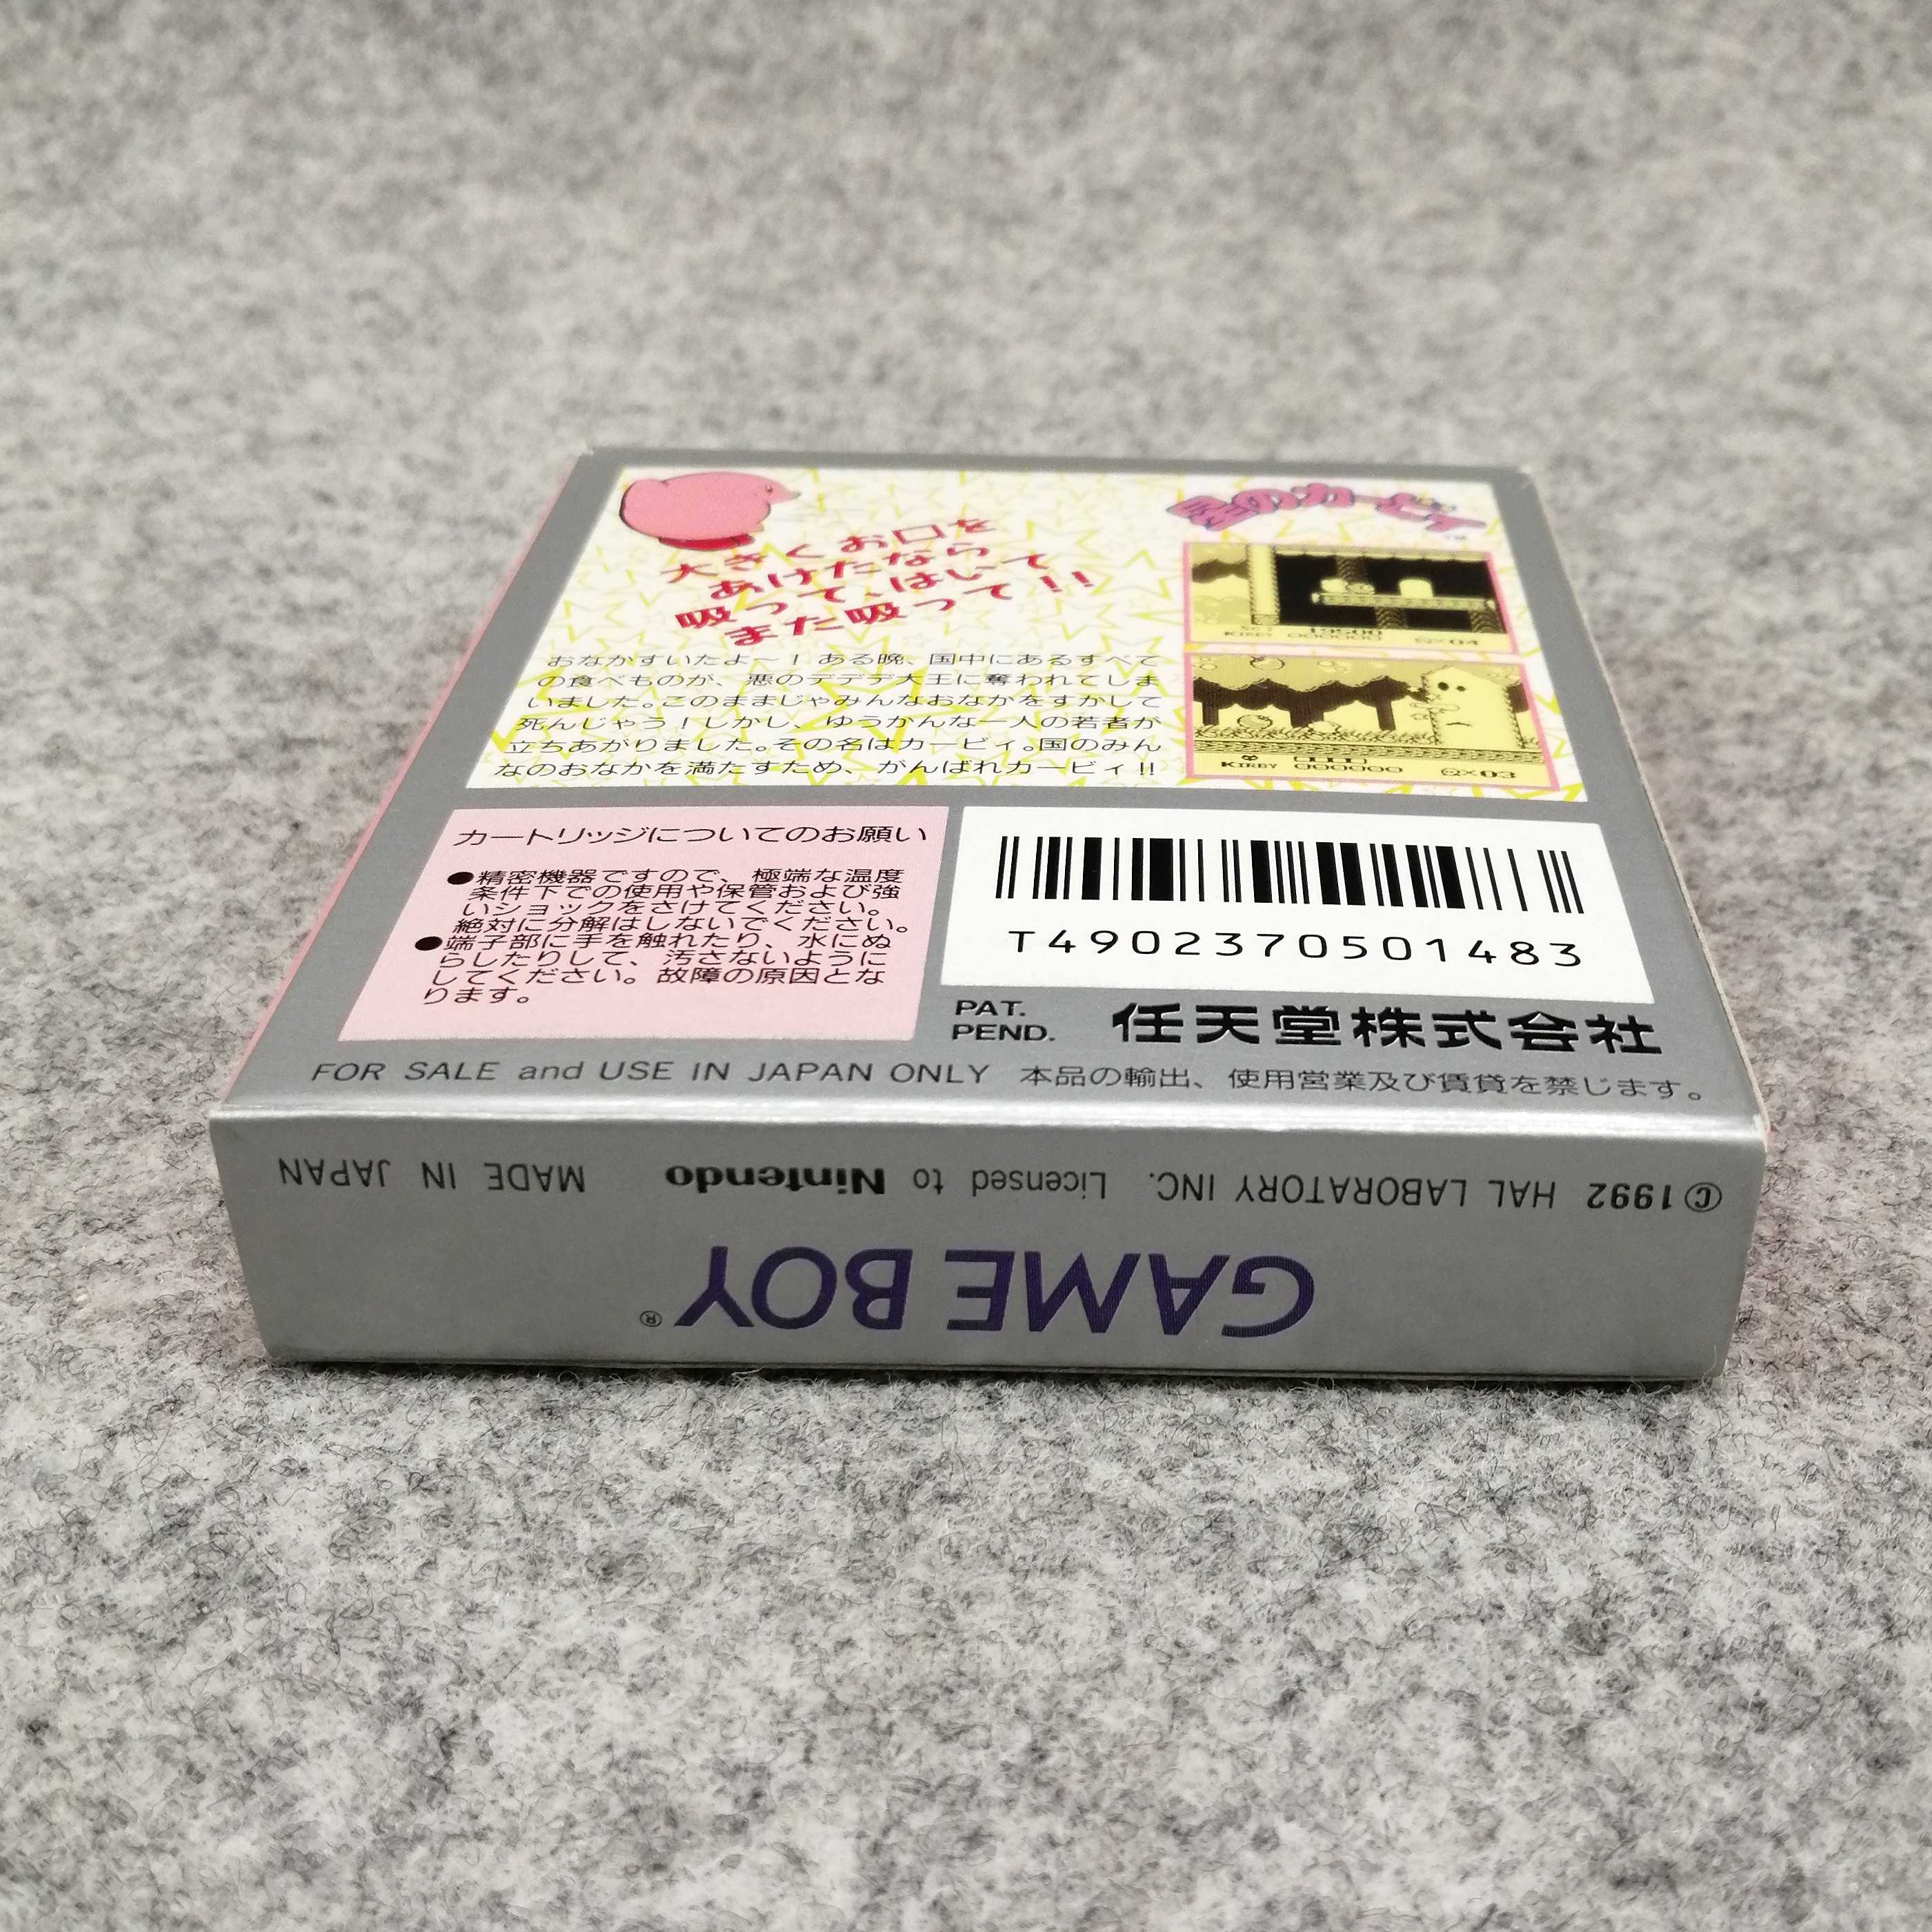 星のカービィ
TM
大きくお口を
あけたなら
吸って、はいて
また吸って!!
おなかすいたよ〜！ある晩、国中にあるすべて
の食べものが、悪のデデデ大王に奪われてしま
いました。このままじゃみんなおなかをすかして
死んじゃう！しかし、ゆうかんな一人の若者が
立ちあがりました。その名はカービィ。国のみん
なのおなかを満たすため、がんばれカービィ!!
19500
KIRBY 000000 ×04
KIRBY 000000 ×03
カートリッジについてのお願い
●精密機器ですので、極端な温度
条件下での使用や保管および強
いショックをさけてください。
絶対に分解はしないでください。
●端子部に手を触れたり、水にぬ
らしたりして、汚さないように
してください。故障の原因とな
ります。
T4902370501483
PAT.
PEND.
任天堂株式会社
FOR SALE and USE IN JAPAN ONLY 本品の輸出、使用営業及び賃貸を禁じます。
©1992 HAL LABORATORY INC. Licensed to Nintendo MADE IN JAPAN
GAME BOY®